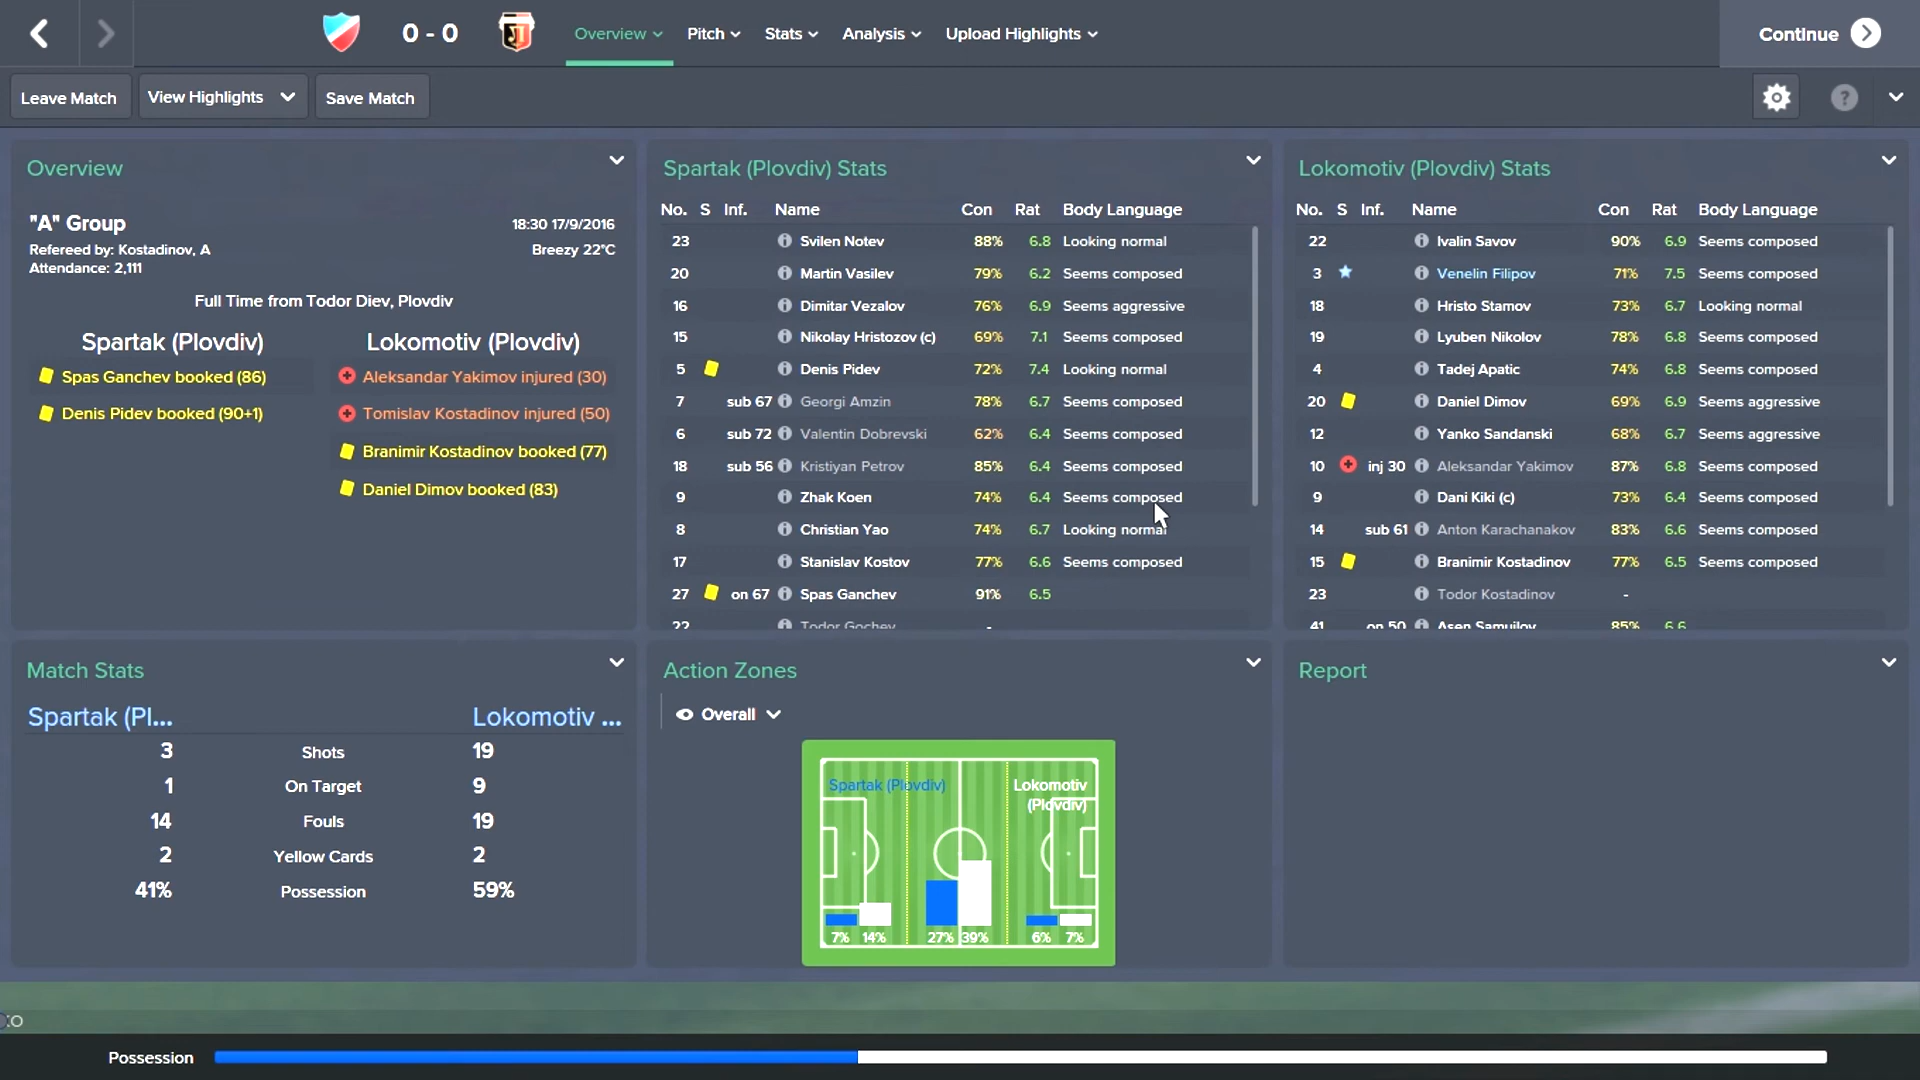 0 - 0
Overview
Pitch
Stats
Analysis
Upload Highlights
Continue
Leave Match
View Highlights
Save Match
?
Overview
"A" Group
18:30 17/9/2016
Refereed by: Kostadinov, A
Breezy 22°C
Attendance: 2,111
Full Time from Todor Diev, Plovdiv
Spartak (Plovdiv)
Spas Ganchev booked (86)
Denis Pidev booked (90+1)
Lokomotiv (Plovdiv)
Aleksandar Yakimov injured (30)
Tomislav Kostadinov injured (50)
Branimir Kostadinov booked (77)
Daniel Dimov booked (83)
Spartak (Plovdiv) Stats
No. S Inf. Name Con Rat Body Language
23 Svilen Notev 88% 6.8 Looking normal
20 Martin Vasilev 79% 6.2 Seems composed
16 Dimitar Vezalov 76% 6.9 Seems aggressive
15 Nikolay Hristozov (c) 69% 7.1 Seems composed
5 Denis Pidev 72% 7.4 Looking normal
7 sub 67 Georgi Amzin 78% 6.7 Seems composed
6 sub 72 Valentin Dobrevski 62% 6.4 Seems composed
18 sub 56 Kristiyan Petrov 85% 6.4 Seems composed
9 Zhak Koen 74% 6.4 Seems composed
8 Christian Yao 74% 6.7 Looking normal
17 Stanislav Kostov 77% 6.6 Seems composed
27 on 67 Spas Ganchev 91% 6.5
22 Todor Gochev -
Lokomotiv (Plovdiv) Stats
No. S Inf. Name Con Rat Body Language
22 Ivalin Savov 90% 6.9 Seems composed
3 Venelin Filipov 71% 7.5 Seems composed
18 Hristo Stamov 73% 6.7 Looking normal
19 Lyuben Nikolov 78% 6.8 Seems composed
4 Tadej Apatic 74% 6.8 Seems composed
20 Daniel Dimov 69% 6.9 Seems aggressive
12 Yanko Sandanski 68% 6.7 Seems aggressive
10 inj 30 Aleksandar Yakimov 87% 6.8 Seems composed
9 Dani Kiki (c) 73% 6.4 Seems composed
14 sub 61 Anton Karachanakov 83% 6.6 Seems composed
15 Branimir Kostadinov 77% 6.5 Seems composed
23 Todor Kostadinov -
41 on 50 Asen Samuilov 85% 6.6
Match Stats
Spartak (Pl... Lokomotiv ...
3 Shots 19
1 On Target 9
14 Fouls 19
2 Yellow Cards 2
41% Possession 59%
Action Zones
Overall
Spartak (Plovdiv)
Lokomotiv
(Plovdiv)
7% 14% 27% 39% 6% 7%
Report
Possession